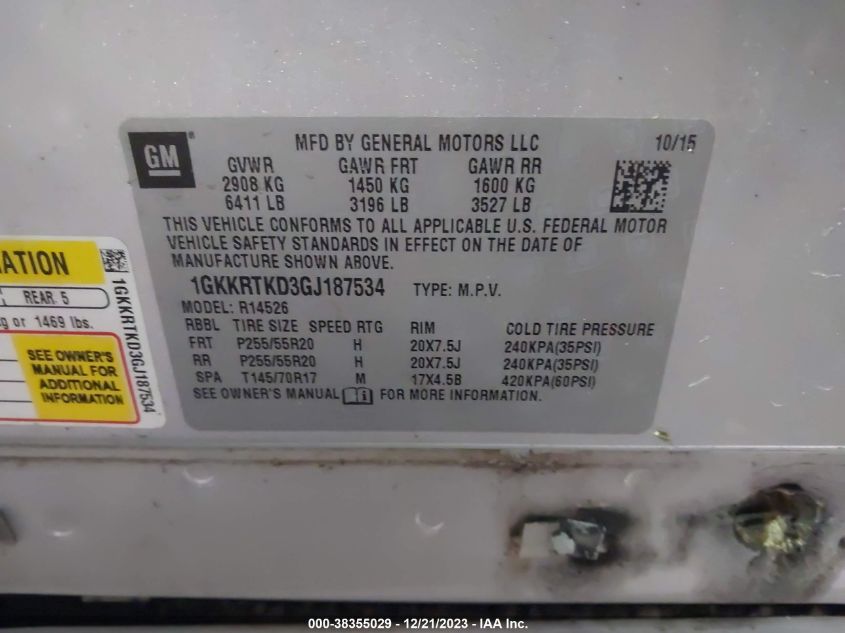 MFD BY GENERAL MOTORS LLC 10/15
GM ®
GVWR GAWR FRT GAWR RR
2908 KG 1450 KG 1600 KG
6411 LB 3196 LB 3527 LB
THIS VEHICLE CONFORMS TO ALL APPLICABLE U.S. FEDERAL MOTOR
VEHICLE SAFETY STANDARDS IN EFFECT ON THE DATE OF
MANUFACTURE SHOWN ABOVE.
1GKKRTKD3GJ187534 TYPE: M.P.V.
MODEL: R14526
RBBL TIRE SIZE SPEED RTG RIM COLD TIRE PRESSURE
FRT P255/55R20 H 20X7.5J 240KPA(35PSI)
RR P255/55R20 H 20X7.5J 240KPA(35PSI)
SPA T145/70R17 M 17X4.5B 420KPA(60PSI)
SEE OWNER'S MANUAL FOR MORE INFORMATION.
REAR 5
or 1469 lbs.
SEE OWNER'S
MANUAL FOR
ADDITIONAL
INFORMATION
1GKKRTKD3GJ187534
000-38355029 - 12/21/2023 - IAA Inc.